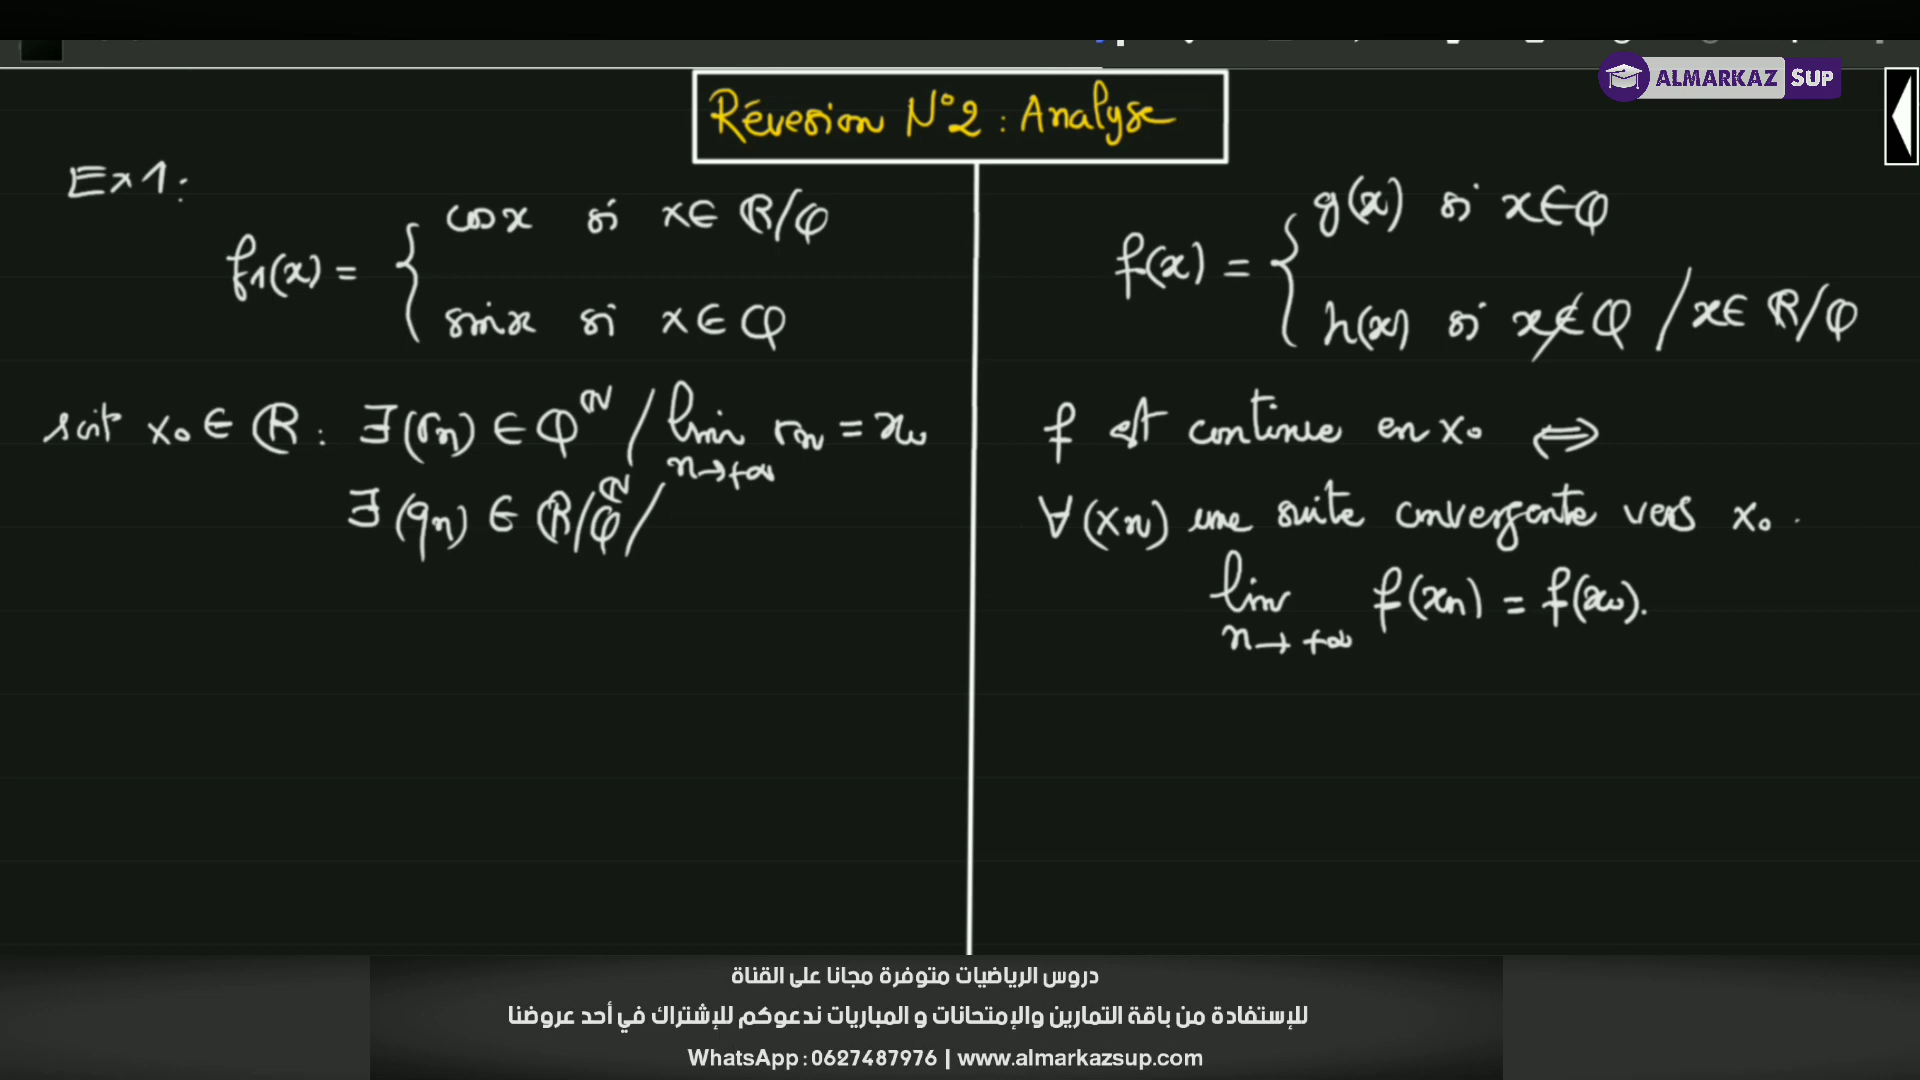 ALMARKAZ SUP
Révesion N°2 : Analyse
Ex1:
f₁(x) = { cos x si x ∈ ℝ/ℚ
sin x si x ∈ ℚ
soit x₀ ∈ ℝ : ∃(rₙ) ∈ ℚ^ℕ / lim rₙ = x₀
n→+∞
∃(qₙ) ∈ ℝ/ℚ^ℕ /
f(x) = { g(x) si x ∈ ℚ
h(x) si x ∉ ℚ / x ∈ ℝ/ℚ
f est continue en x₀ ⟺
∀(xₙ) une suite convergente vers x₀.
lim f(xₙ) = f(x₀).
n→+∞
دروس الرياضيات متوفرة مجانا على القناة
للإستفادة من باقة التمارين والإمتحانات و المباريات ندعوكم للإشتراك في أحد عروضنا
WhatsApp : 0627487976 | www.almarkazsup.com